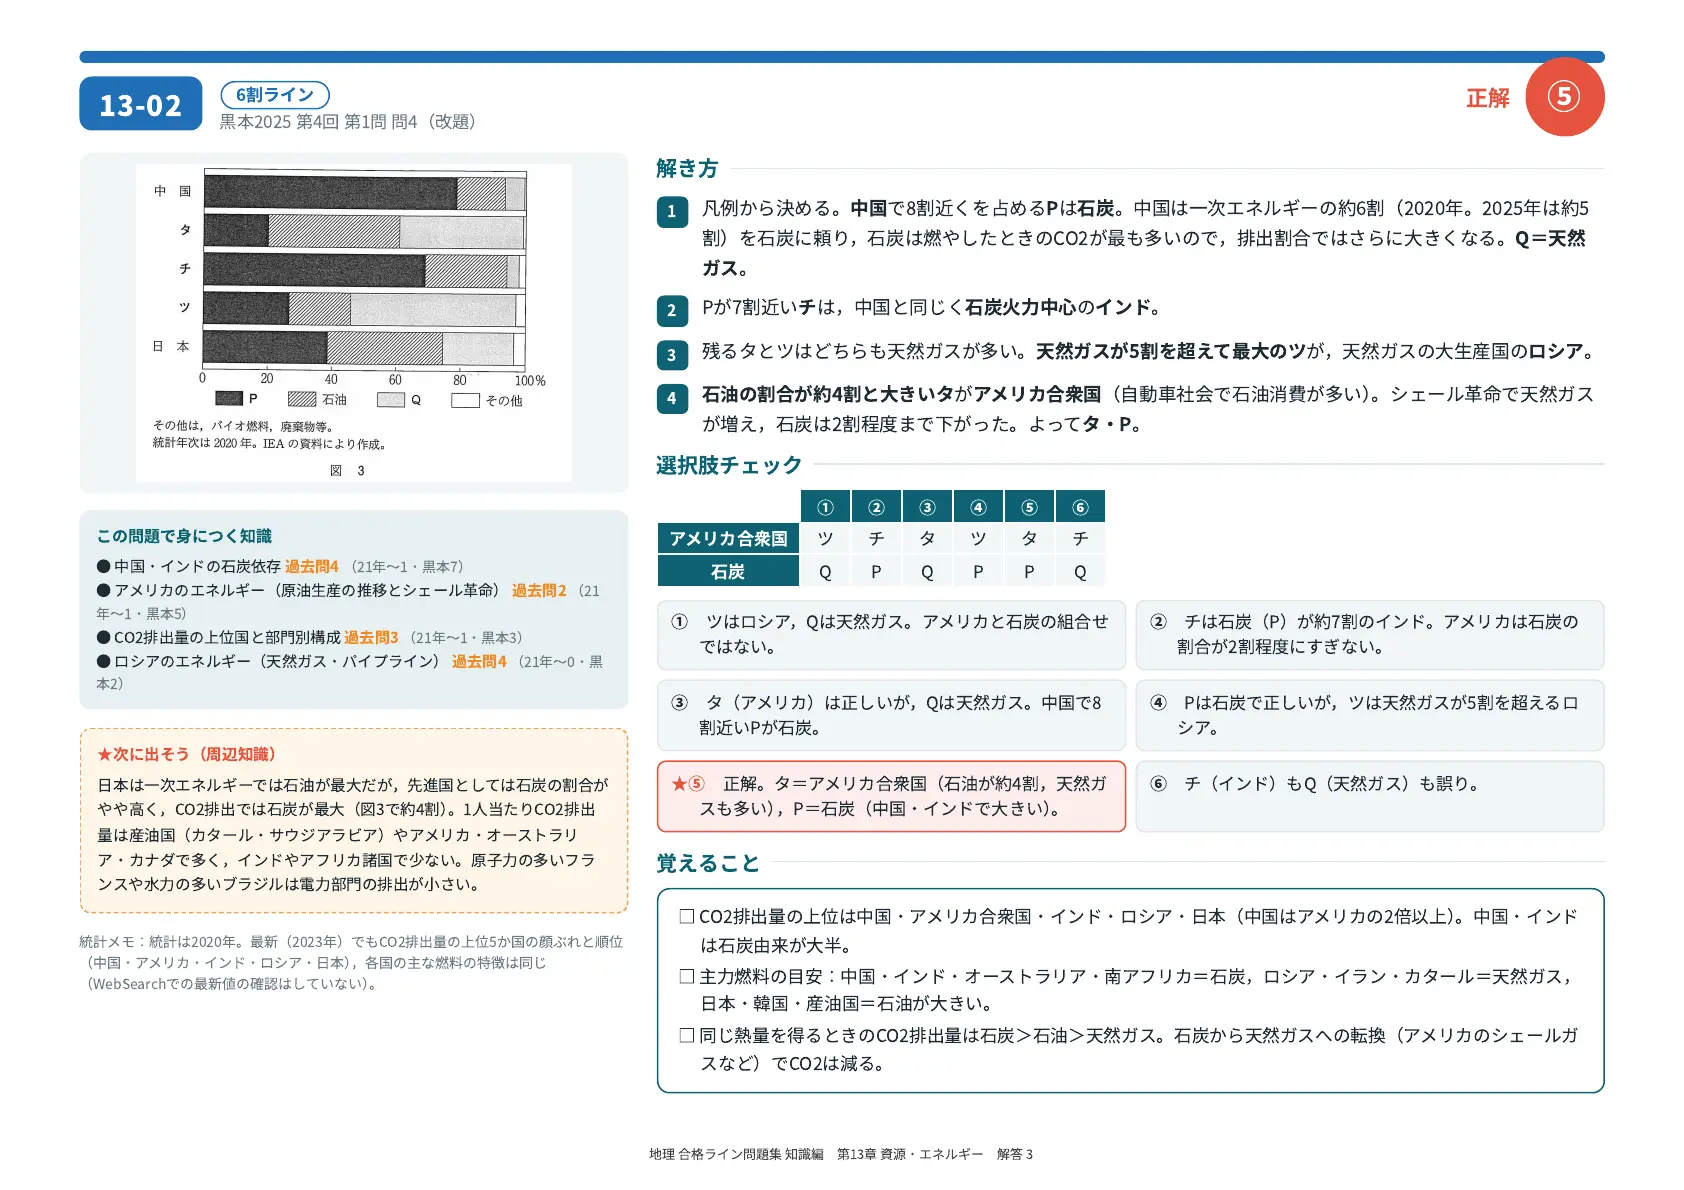 13-02
6割ライン
黒本2025 第4回 第1問 問4（改題）
正解 ⑤
中 国
タ
チ
ツ
日 本
0 20 40 60 80 100%
P 石油 Q その他
その他は，バイオ燃料，廃棄物等。
統計年次は 2020 年。IEA の資料により作成。
図 3
この問題で身につく知識
●中国・インドの石炭依存 過去問4 （21年〜1・黒本7）
●アメリカのエネルギー（原油生産の推移とシェール革命） 過去問2 （21
年〜1・黒本5）
●CO2排出量の上位国と部門別構成 過去問3 （21年〜1・黒本3）
●ロシアのエネルギー（天然ガス・パイプライン） 過去問4 （21年〜0・黒
本2）
★次に出そう（周辺知識）
日本は一次エネルギーでは石油が最大だが，先進国としては石炭の割合が
やや高く，CO2排出では石炭が最大（図3で約4割）。1人当たりCO2排出
量は産油国（カタール・サウジアラビア）やアメリカ・オーストラリ
ア・カナダで多く，インドやアフリカ諸国で少ない。原子力の多いフラ
ンスや水力の多いブラジルは電力部門の排出が小さい。
統計メモ：統計は2020年。最新（2023年）でもCO2排出量の上位5か国の顔ぶれと順位
（中国・アメリカ・インド・ロシア・日本），各国の主な燃料の特徴は同じ
（WebSearchでの最新値の確認はしていない）。
解き方
1 凡例から決める。中国で8割近くを占めるPは石炭。中国は一次エネルギーの約6割（2020年。2025年は約5
割）を石炭に頼り，石炭は燃やしたときのCO2が最も多いので，排出割合ではさらに大きくなる。Q＝天然
ガス。
2 Pが7割近いチは，中国と同じく石炭火力中心のインド。
3 残るタとツはどちらも天然ガスが多い。天然ガスが5割を超えて最大のツが，天然ガスの大生産国のロシア。
4 石油の割合が約4割と大きいタがアメリカ合衆国（自動車社会で石油消費が多い）。シェール革命で天然ガス
が増え，石炭は2割程度まで下がった。よってタ・P。
選択肢チェック
① ② ③ ④ ⑤ ⑥
アメリカ合衆国 ツ チ タ ツ タ チ
石炭 Q P Q P P Q
① ツはロシア，Qは天然ガス。アメリカと石炭の組合せ
ではない。
② チは石炭（P）が約7割のインド。アメリカは石炭の
割合が2割程度にすぎない。
③ タ（アメリカ）は正しいが，Qは天然ガス。中国で8
割近いPが石炭。
④ Pは石炭で正しいが，ツは天然ガスが5割を超えるロ
シア。
★⑤ 正解。タ＝アメリカ合衆国（石油が約4割，天然ガ
スも多い），P＝石炭（中国・インドで大きい）。
⑥ チ（インド）もQ（天然ガス）も誤り。
覚えること
□ CO2排出量の上位は中国・アメリカ合衆国・インド・ロシア・日本（中国はアメリカの2倍以上）。中国・インド
は石炭由来が大半。
□ 主力燃料の目安：中国・インド・オーストラリア・南アフリカ＝石炭，ロシア・イラン・カタール＝天然ガス，
日本・韓国・産油国＝石油が大きい。
□ 同じ熱量を得るときのCO2排出量は石炭＞石油＞天然ガス。石炭から天然ガスへの転換（アメリカのシェールガ
スなど）でCO2は減る。
地理 合格ライン問題集 知識編 第13章 資源・エネルギー 解答 3